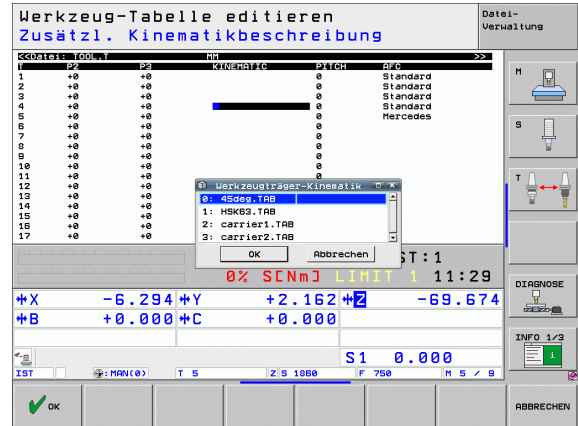 Werkzeug-Tabelle editieren
Zusätzl. Kinematikbeschreibung
Datei-
Verwaltung
<<Datei: TOOL.T MM >>
T P2 P3 KINEMATIC PITCH AFC
1 +0 +0 0 Standard
2 +0 +0 0 Standard
3 +0 +0 0 Standard
4 +0 +0 0 Standard
5 +0 +0 0 Mercedes
6 +0 +0 0
7 +0 +0 0
8 +0 +0 0
9 +0 +0 0
10 +0 +0 0
11 +0 +0 0
12 +0 +0
13 +0 +0
14 +0 +0
15 +0 +0
16 +0 +0
17 +0 +0
Werkzeugträger-Kinematik
0: 45deg.TAB
1: HSK63.TAB
2: carrier1.TAB
3: carrier2.TAB
OK Abbrechen
ST:1
0% S[Nm] LIMIT 1 11:29
X -6.294 Y +2.162 Z -69.674
B +0.000 C +0.000
S1 0.000
IST MAN(0) T 5 Z S 1860 F 750 M 5 / 9
M
S
T
DIAGNOSE
INFO 1/3
OK
ABBRECHEN